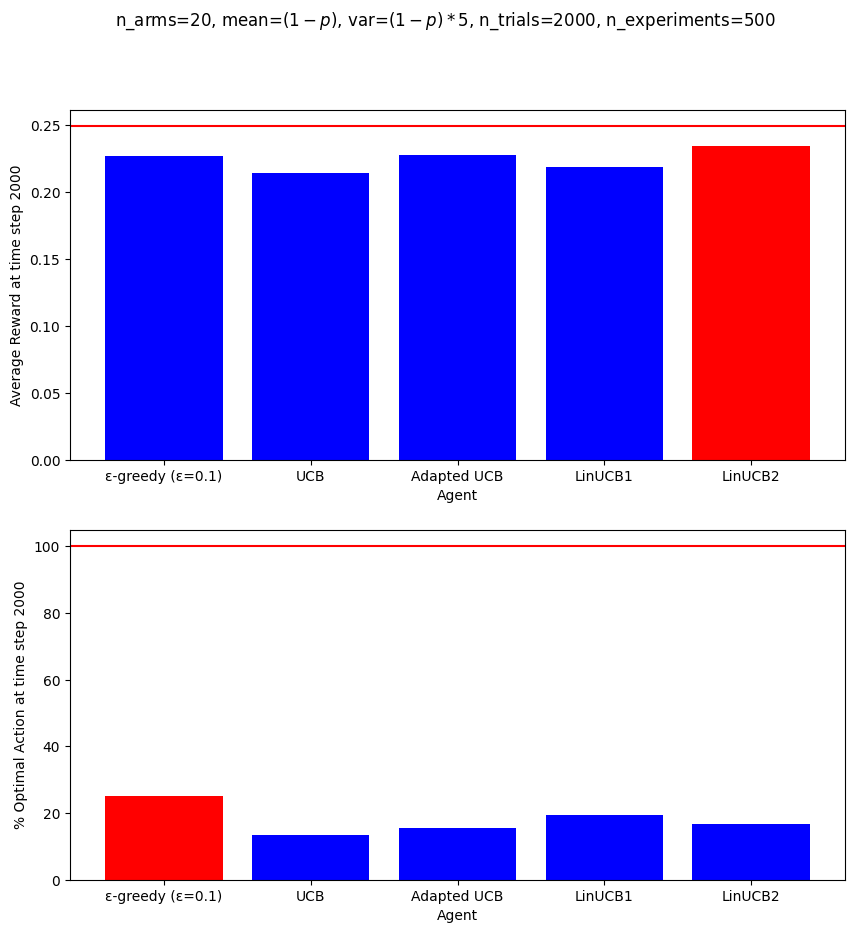 n_arms=20, mean=(1 − p), var=(1 − p) * 5, n_trials=2000, n_experiments=500
Average Reward at time step 2000
0.25
0.20
0.15
0.10
0.05
0.00
ε-greedy (ε=0.1) UCB Adapted UCB LinUCB1 LinUCB2
Agent
% Optimal Action at time step 2000
100
80
60
40
20
0
ε-greedy (ε=0.1) UCB Adapted UCB LinUCB1 LinUCB2
Agent